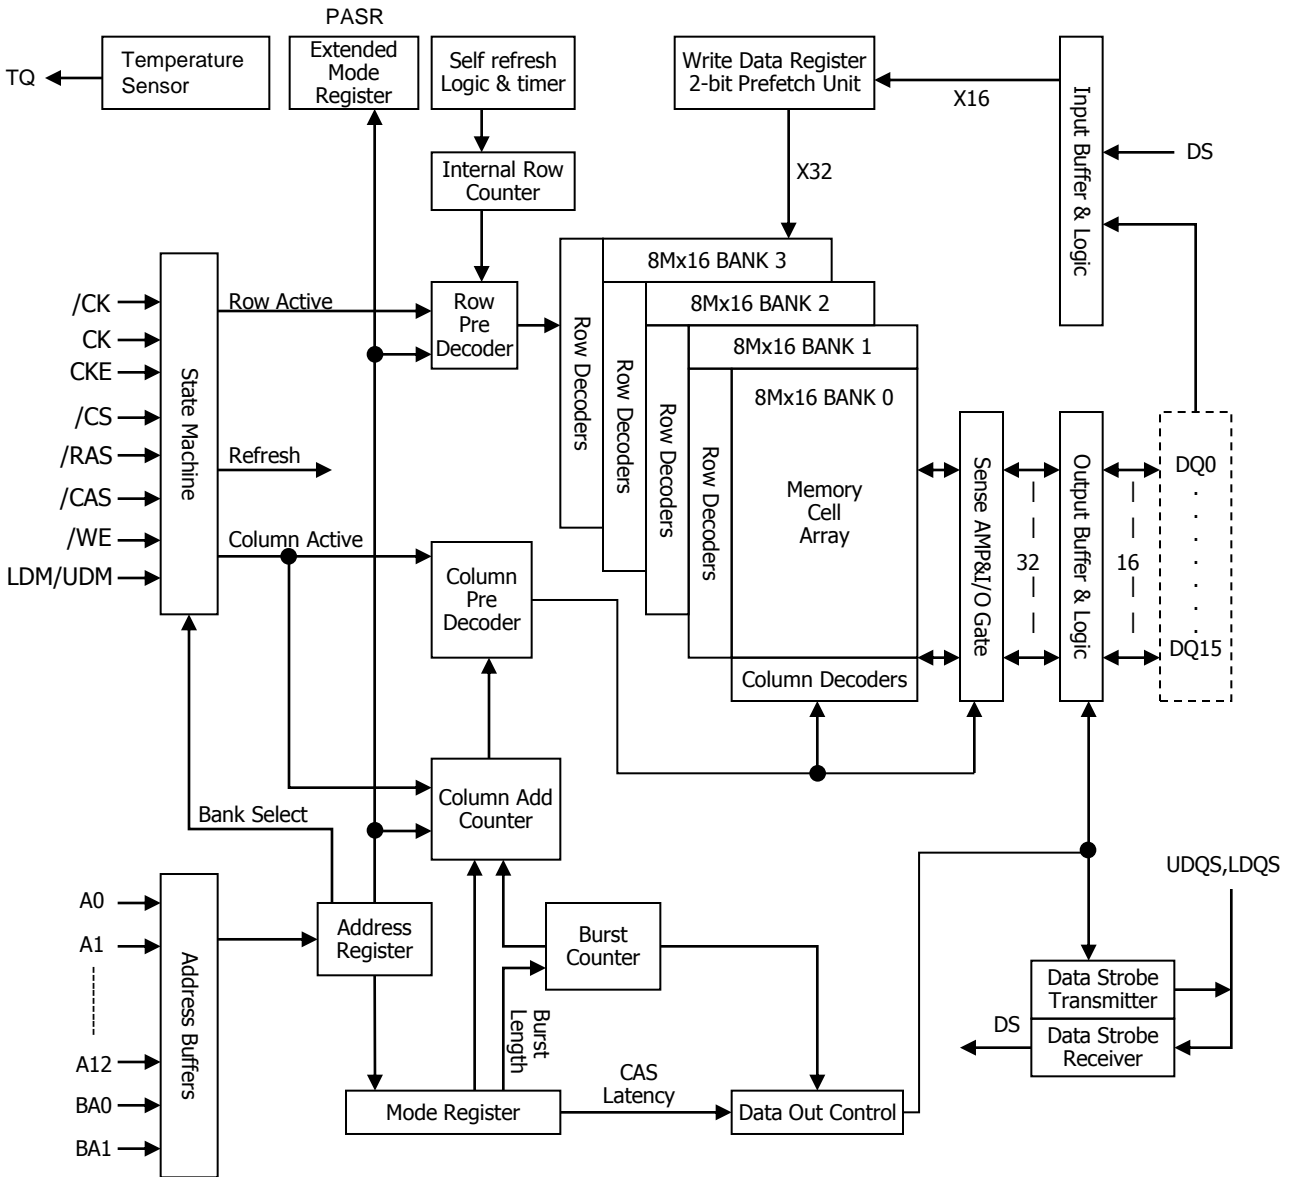 PASR
TQ
Temperature
Sensor
Extended
Mode
Register
Self refresh
Logic & timer
Write Data Register
2-bit Prefetch Unit
X16
Input Buffer & Logic
DS
Internal Row
Counter
X32
8Mx16 BANK 3
8Mx16 BANK 2
8Mx16 BANK 1
8Mx16 BANK 0
Memory
Cell
Array
Row Decoders
Row Decoders
Row Decoders
Row Decoders
Column Decoders
/CK
CK
CKE
/CS
/RAS
/CAS
/WE
LDM/UDM
State Machine
Row Active
Refresh
Column Active
Row
Pre
Decoder
Column
Pre
Decoder
Sense AMP&I/O Gate
32
Output Buffer & Logic
16
DQ0
DQ15
Bank Select
Column Add
Counter
A0
A1
A12
BA0
BA1
Address Buffers
Address
Register
Burst
Counter
Burst
Length
Mode Register
CAS
Latency
Data Out Control
UDQS,LDQS
Data Strobe
Transmitter
DS
Data Strobe
Receiver